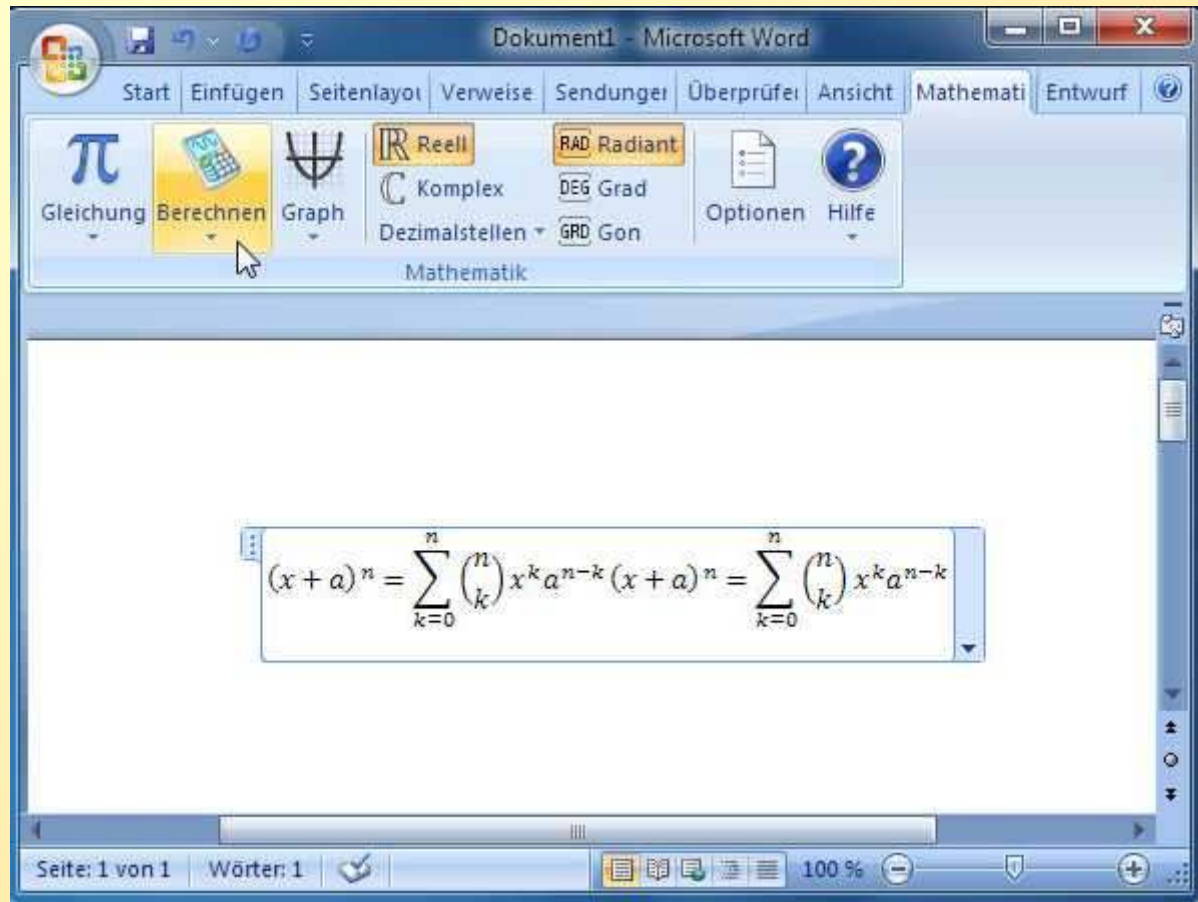 Dokument1 - Microsoft Word
Start Einfügen Seitenlayou Verweise Sendunger Überprüfer Ansicht Mathemati Entwurf
π Gleichung Berechnen Graph
ℝ Reell
ℂ Komplex
Dezimalstellen
RAD Radiant
DEG Grad
GRD Gon
Optionen
? Hilfe
Mathematik
(x + a)^n = ∑_{k=0}^{n} (n k) x^k a^{n−k} (x + a)^n = ∑_{k=0}^{n} (n k) x^k a^{n−k}
Seite: 1 von 1 Wörter: 1 100 %